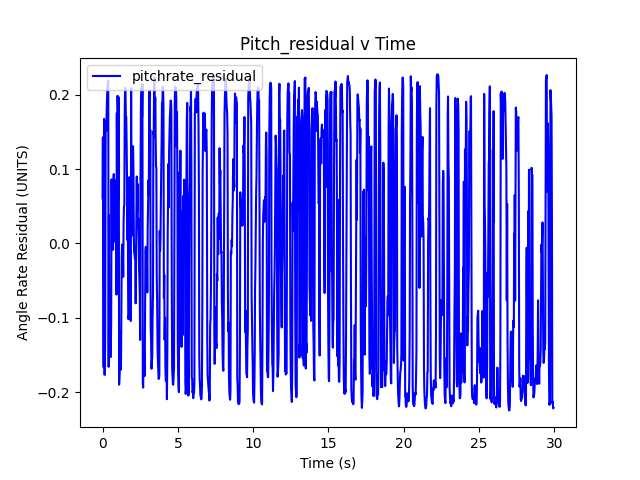 Pitch_residual v Time
pitchrate_residual
Angle Rate Residual (UNITS)
0.2
0.1
0.0
−0.1
−0.2
0 5 10 15 20 25 30
Time (s)